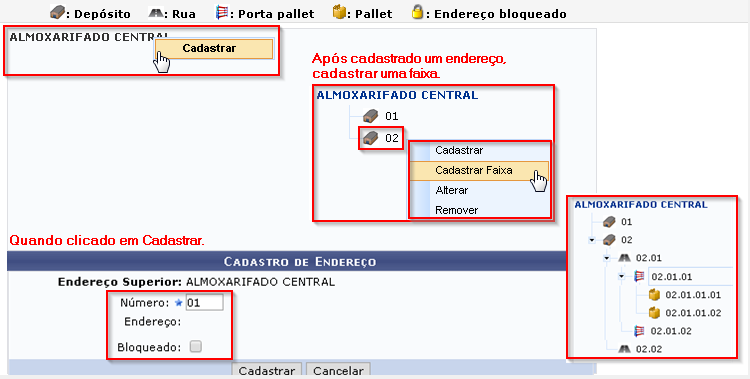 : Depósito : Rua : Porta pallet : Pallet : Endereço bloqueado
ALMOXARIFADO CENTRAL
Cadastrar
Após cadastrado um endereço,
cadastrar uma faixa.
ALMOXARIFADO CENTRAL
01
02
Cadastrar
Cadastrar Faixa
Alterar
Remover
Quando clicado em Cadastrar.
CADASTRO DE ENDEREÇO
Endereço Superior: ALMOXARIFADO CENTRAL
Número: 01
Endereço:
Bloqueado:
Cadastrar Cancelar
ALMOXARIFADO CENTRAL
01
02
02.01
02.01.01
02.01.01.01
02.01.01.02
02.01.02
02.02